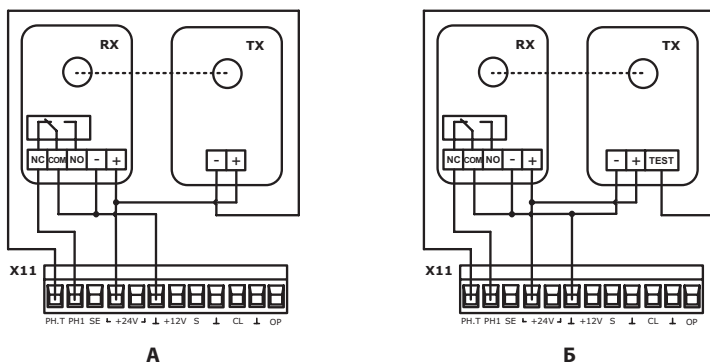 RX TX RX TX
NC COM NO - + - + NC COM NO - + - + TEST
X11 X11
PH.T PH1 SE +24V ⊥ +12V S ⊥ CL ⊥ OP PH.T PH1 SE +24V ⊥ +12V S ⊥ CL ⊥ OP
А Б